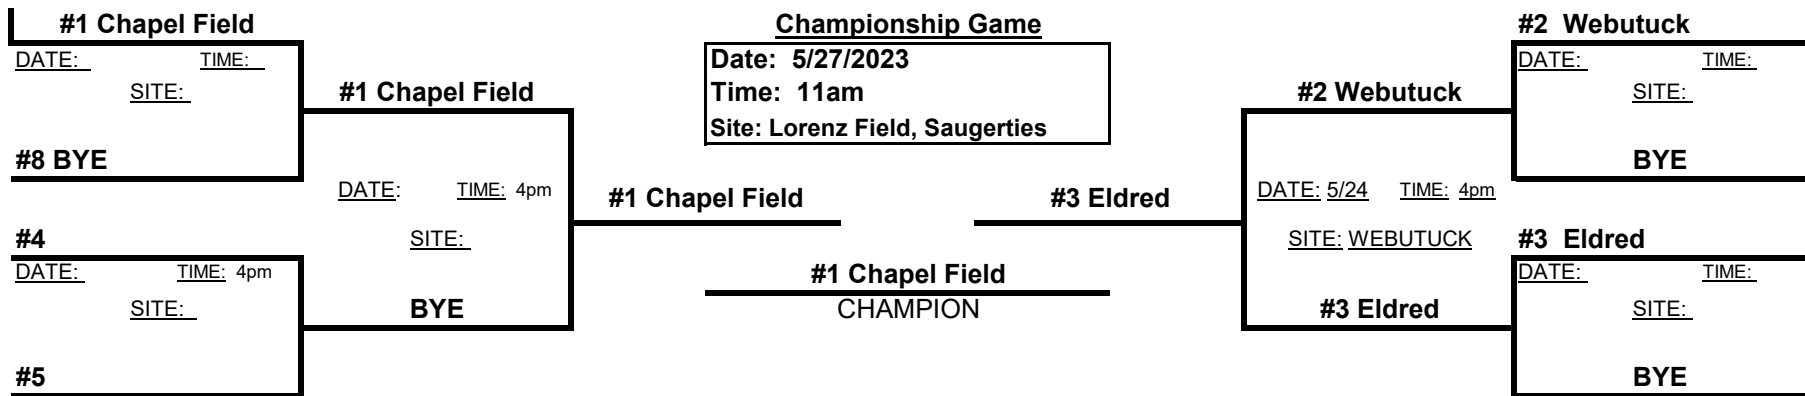 #1 Chapel Field
DATE: TIME:
SITE:
#8 BYE
#4
DATE: TIME: 4pm
SITE:
#5
#1 Chapel Field
DATE: TIME: 4pm
SITE:
BYE
#1 Chapel Field
Championship Game
Date: 5/27/2023
Time: 11am
Site: Lorenz Field, Saugerties
#1 Chapel Field
CHAMPION
#3 Eldred
#2 Webutuck
DATE: 5/24 TIME: 4pm
SITE: WEBUTUCK
#3 Eldred
#2 Webutuck
DATE: TIME:
SITE:
BYE
#3 Eldred
DATE: TIME:
SITE:
BYE